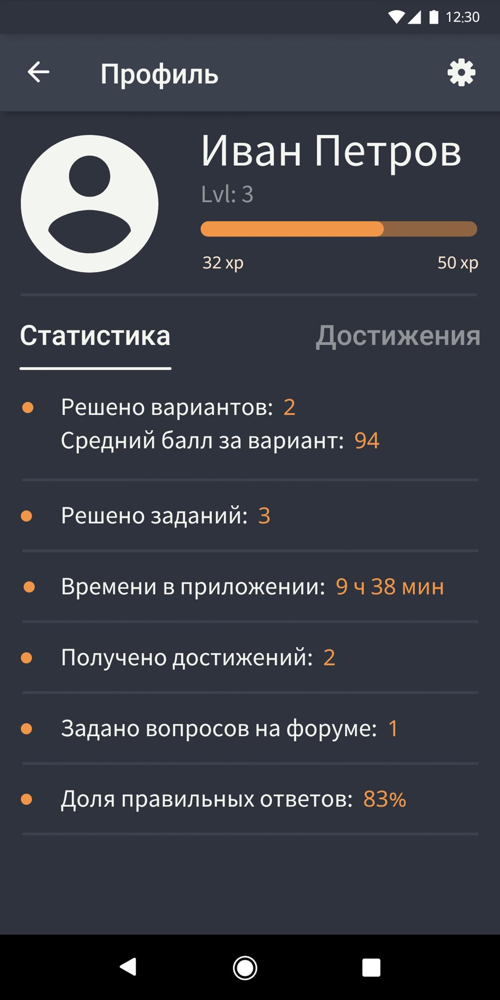 12:30
Профиль
Иван Петров
Lvl: 3
32 xp 50 xp
Статистика Достижения
Решено вариантов: 2
Средний балл за вариант: 94
Решено заданий: 3
Времени в приложении: 9 ч 38 мин
Получено достижений: 2
Задано вопросов на форуме: 1
Доля правильных ответов: 83%